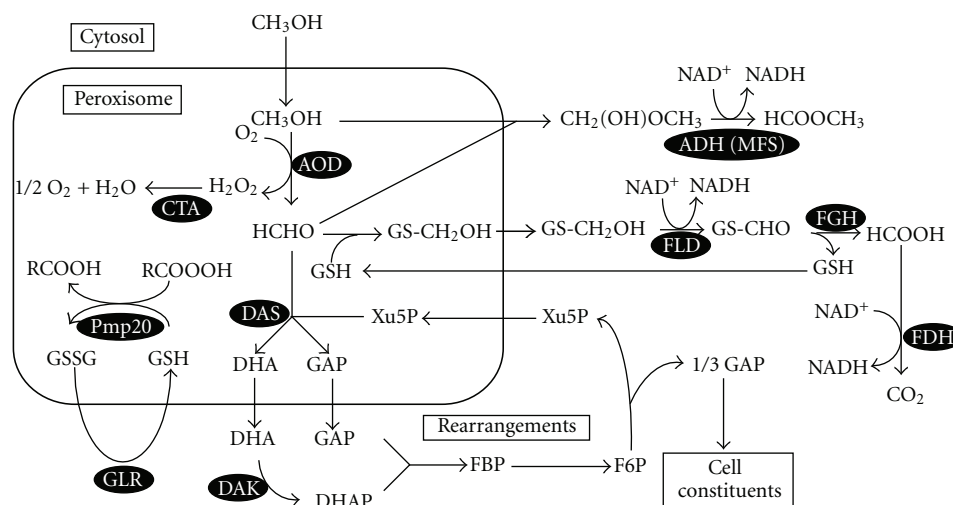 CH₃OH
Cytosol
Peroxisome
NAD⁺ NADH
CH₃OH
CH₂(OH)OCH₃
HCOOCH₃
O₂
ADH (MFS)
AOD
1/2 O₂ + H₂O
H₂O₂
CTA
NAD⁺ NADH
FGH
HCHO
GS-CH₂OH
GS-CH₂OH
GS-CHO
HCOOH
FLD
GSH
GSH
RCOOH
RCOOOH
Pmp20
DAS
Xu5P
Xu5P
NAD⁺
FDH
GSSG
GSH
DHA
GAP
1/3 GAP
NADH
CO₂
DHA
GAP
Rearrangements
FBP
F6P
Cell
constituents
GLR
DAK
DHAP